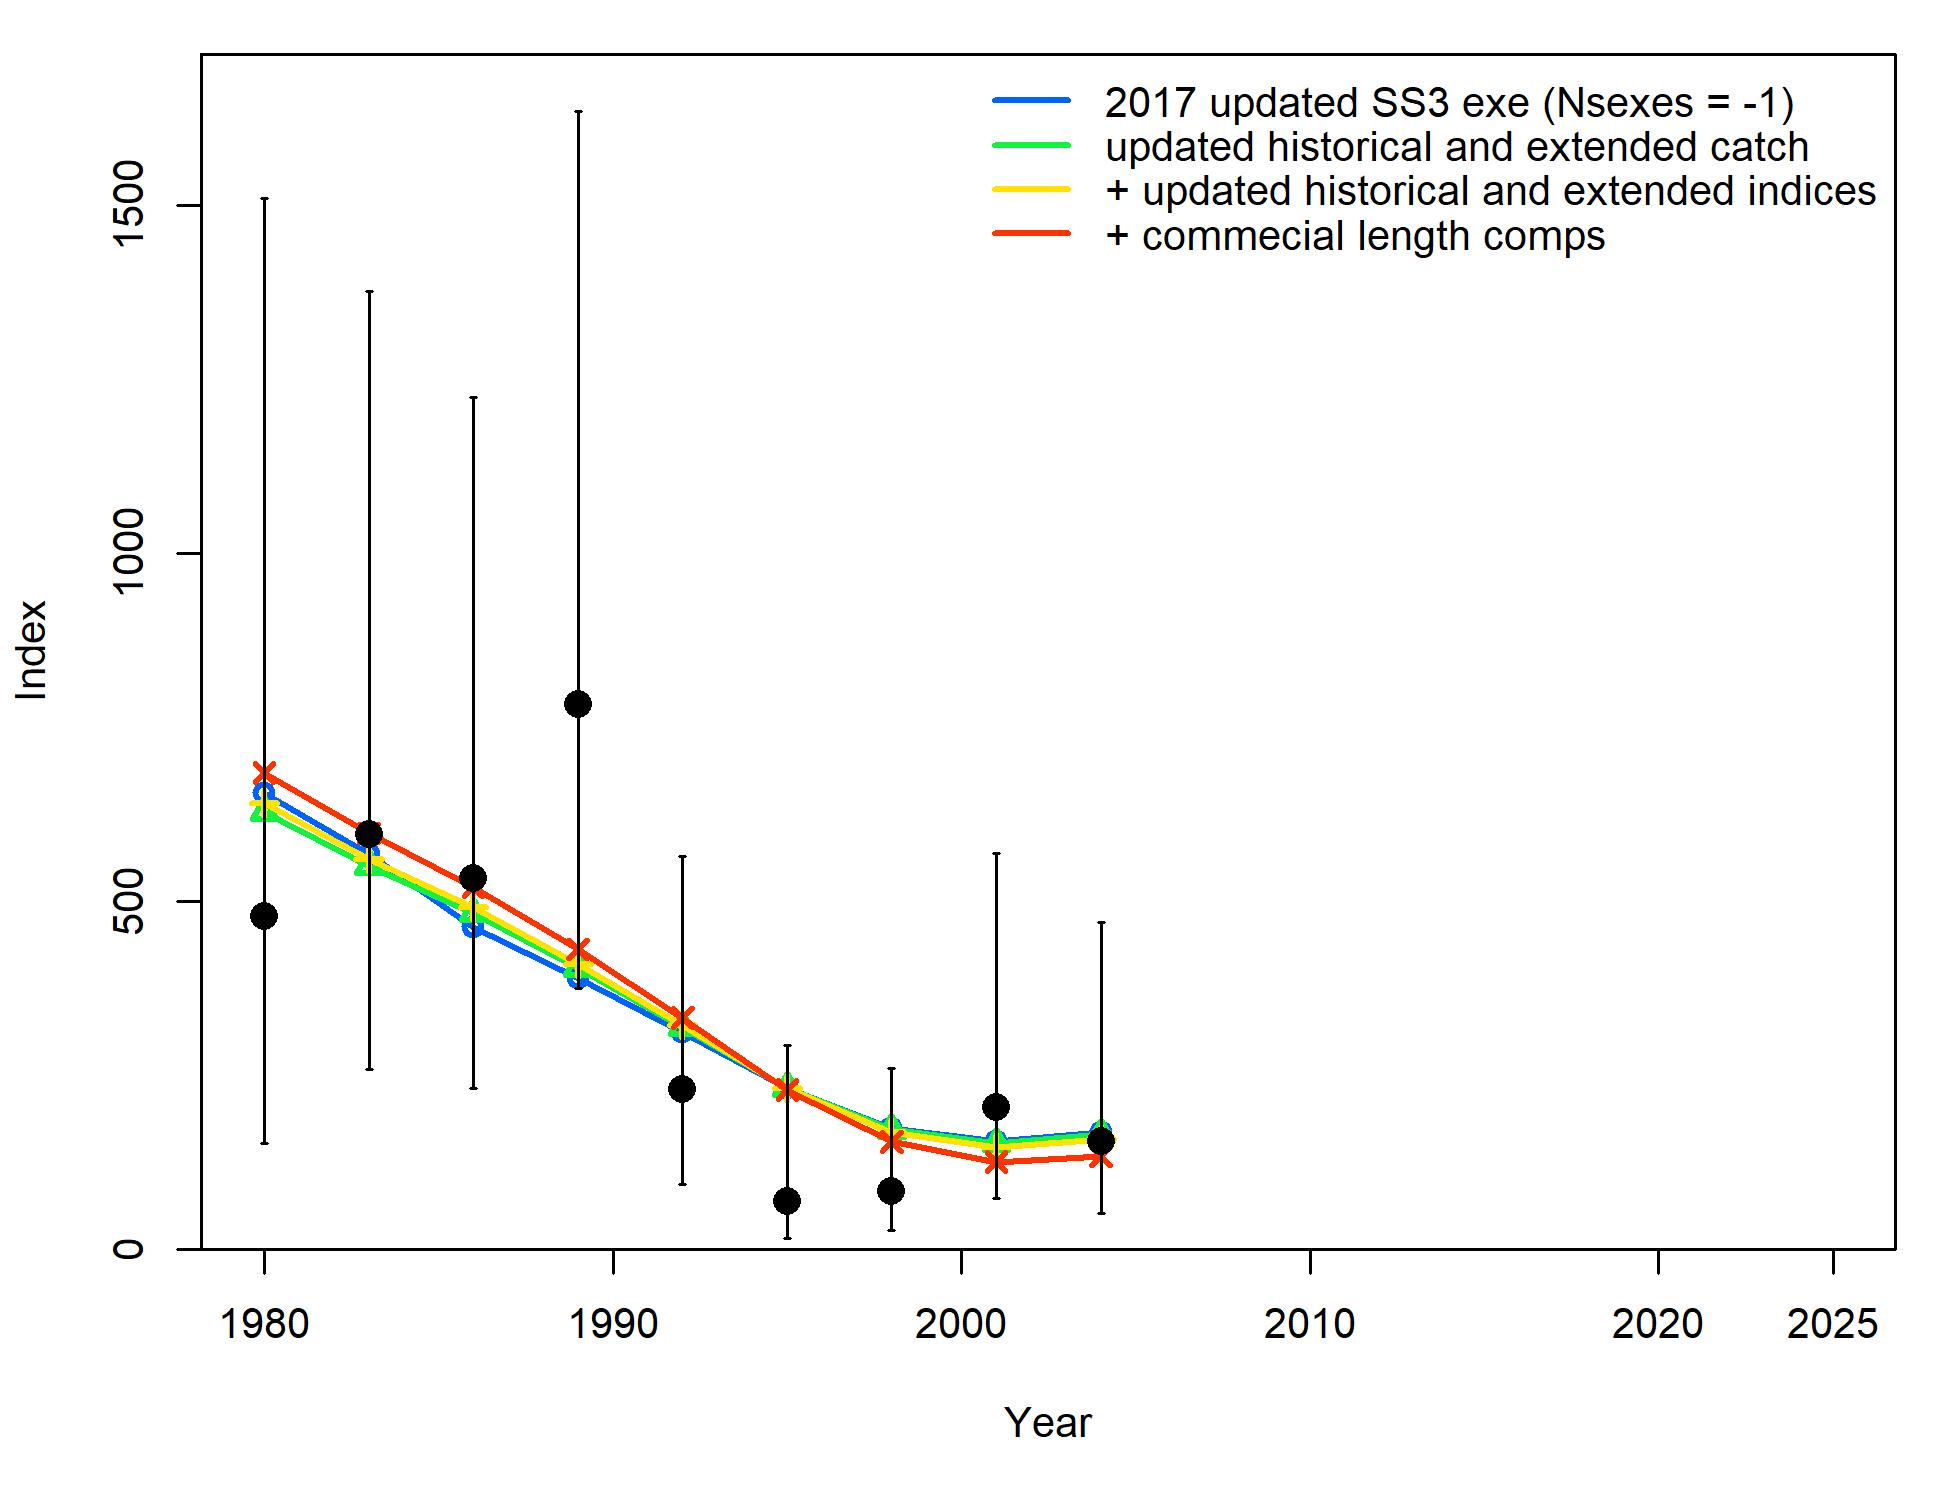 2017 updated SS3 exe (Nsexes = -1)
updated historical and extended catch
+ updated historical and extended indices
+ commecial length comps
1500
1000
500
0
Index
1980
1990
2000
2010
2020
2025
Year